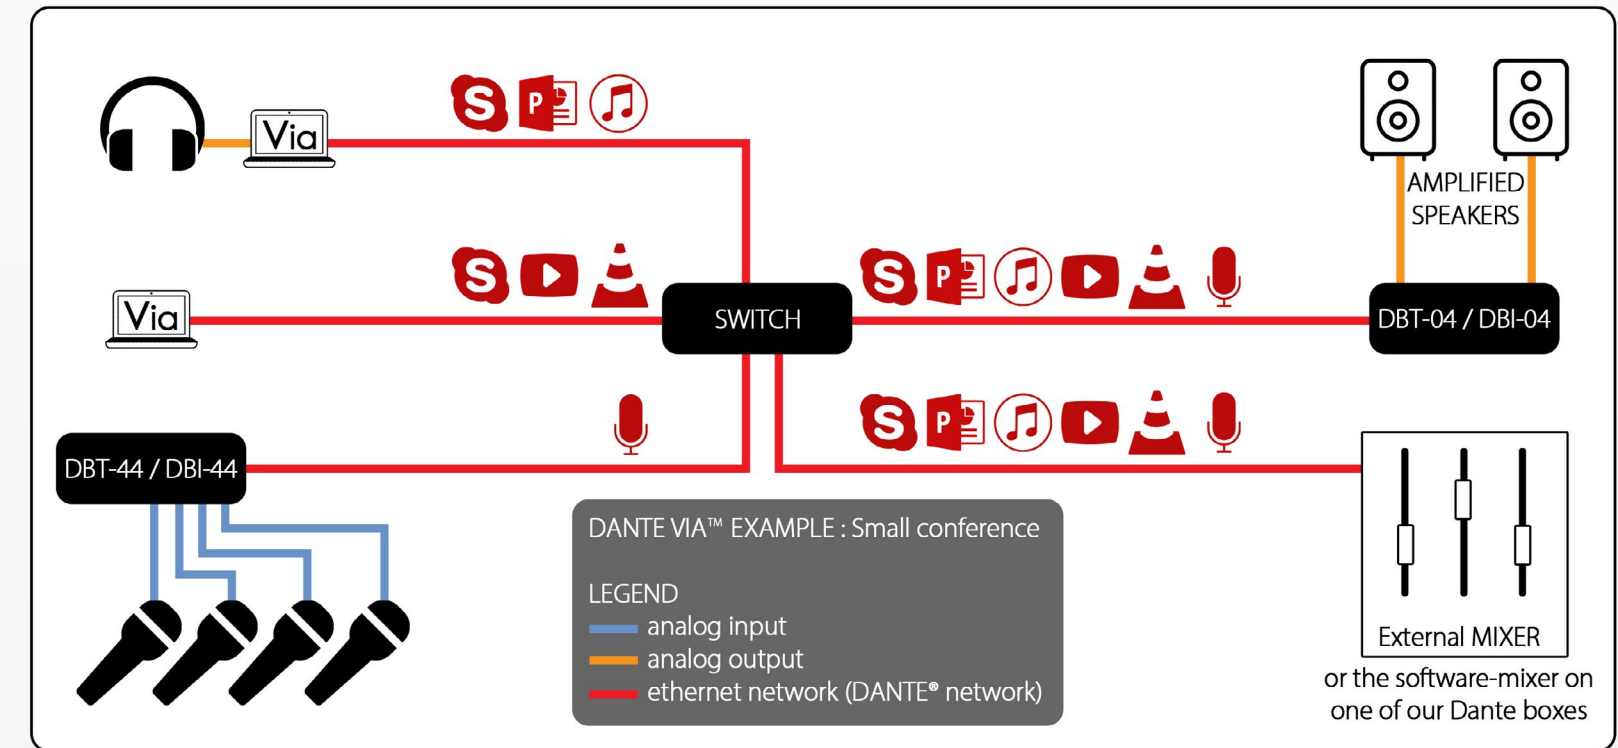 Via
S P
AMPLIFIED
SPEAKERS
S
S P
Via
SWITCH
DBT-04 / DBI-04
S P
DBT-44 / DBI-44
DANTE VIA™ EXAMPLE : Small conference
LEGEND
analog input
analog output
ethernet network (DANTE® network)
External MIXER
or the software-mixer on
one of our Dante boxes